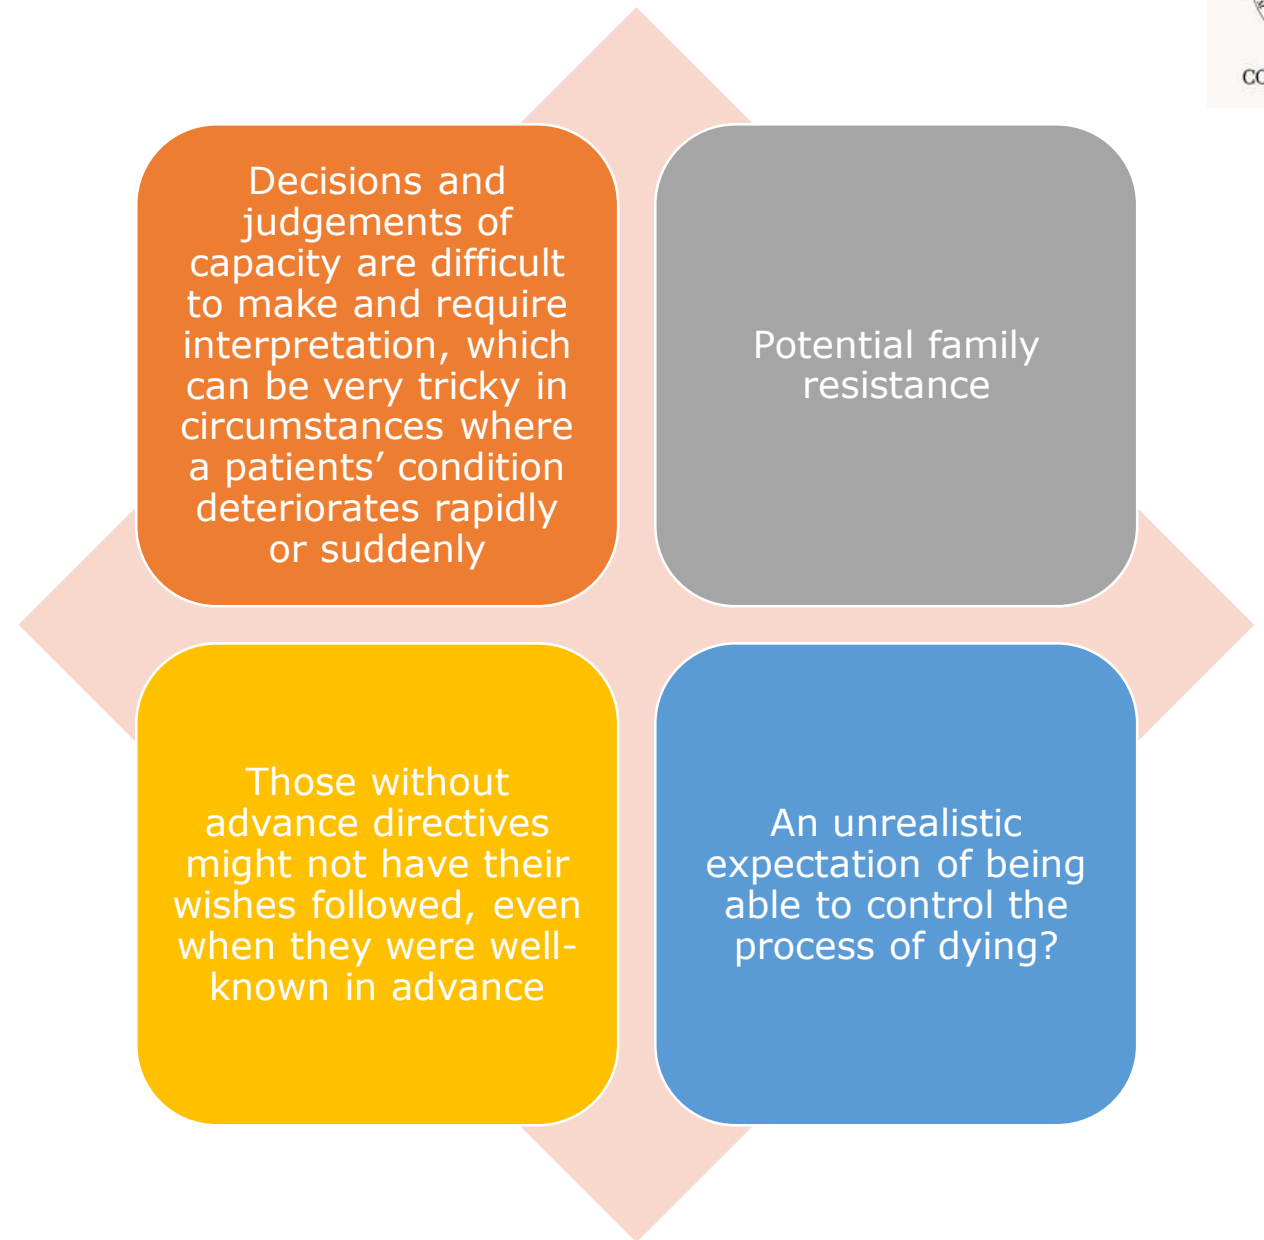 Decisions and
judgements of
capacity are difficult
to make and require
interpretation, which
can be very tricky in
circumstances where
a patients’ condition
deteriorates rapidly
or suddenly
Potential family
resistance
Those without
advance directives
might not have their
wishes followed, even
when they were well-
known in advance
An unrealistic
expectation of being
able to control the
process of dying?